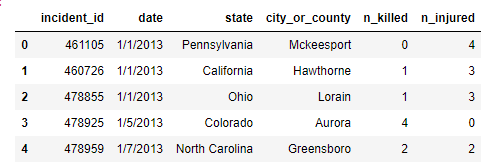 incident_id date state city_or_county n_killed n_injured
0 461105 1/1/2013 Pennsylvania Mckeesport 0 4
1 460726 1/1/2013 California Hawthorne 1 3
2 478855 1/1/2013 Ohio Lorain 1 3
3 478925 1/5/2013 Colorado Aurora 4 0
4 478959 1/7/2013 North Carolina Greensboro 2 2